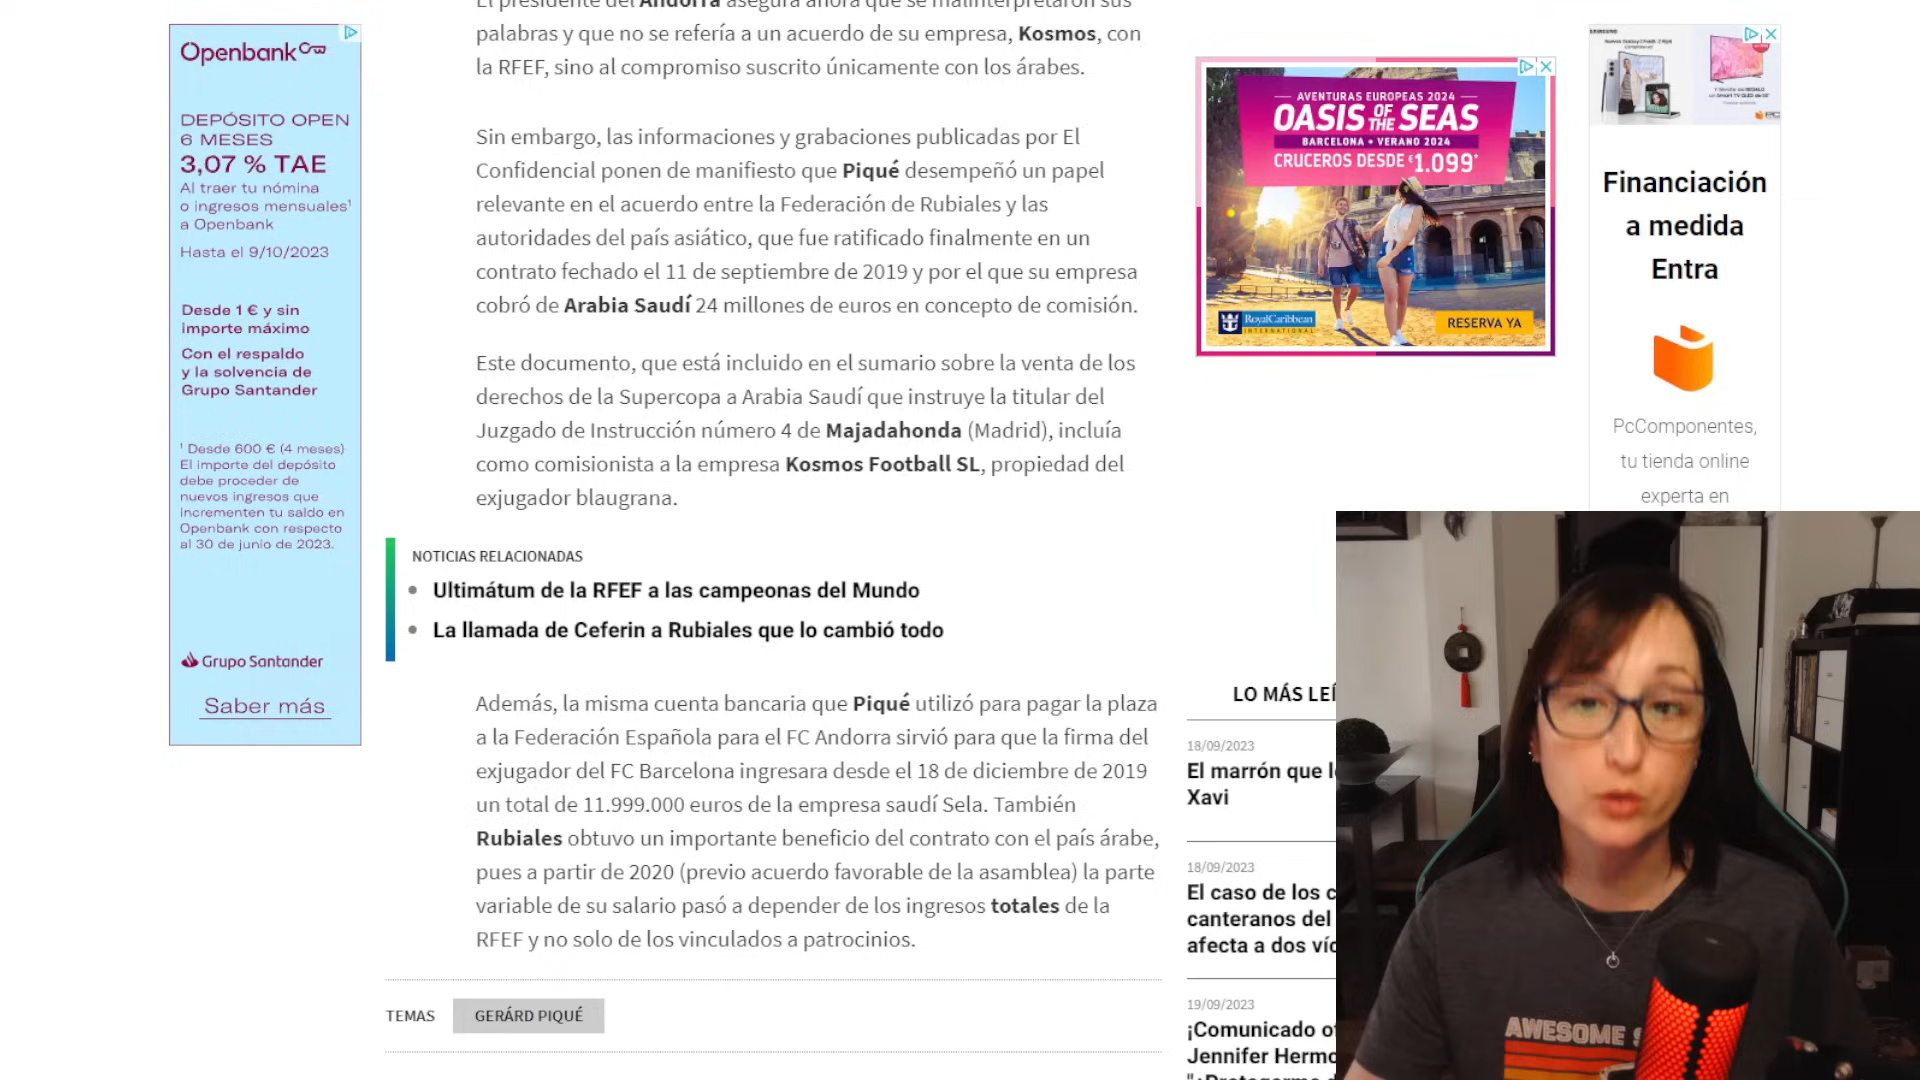 El presidente del Andorra asegura ahora que se malinterpretaron sus
palabras y que no se refería a un acuerdo de su empresa, Kosmos, con
la RFEF, sino al compromiso suscrito únicamente con los árabes.
Sin embargo, las informaciones y grabaciones publicadas por El
Confidencial ponen de manifiesto que Piqué desempeñó un papel
relevante en el acuerdo entre la Federación de Rubiales y las
autoridades del país asiático, que fue ratificado finalmente en un
contrato fechado el 11 de septiembre de 2019 y por el que su empresa
cobró de Arabia Saudí 24 millones de euros en concepto de comisión.
Este documento, que está incluido en el sumario sobre la venta de los
derechos de la Supercopa a Arabia Saudí que instruye la titular del
Juzgado de Instrucción número 4 de Majadahonda (Madrid), incluía
como comisionista a la empresa Kosmos Football SL, propiedad del
exjugador blaugrana.
NOTICIAS RELACIONADAS
Ultimátum de la RFEF a las campeonas del Mundo
La llamada de Ceferin a Rubiales que lo cambió todo
Además, la misma cuenta bancaria que Piqué utilizó para pagar la plaza
a la Federación Española para el FC Andorra sirvió para que la firma del
exjugador del FC Barcelona ingresara desde el 18 de diciembre de 2019
un total de 11.999.000 euros de la empresa saudí Sela. También
Rubiales obtuvo un importante beneficio del contrato con el país árabe,
pues a partir de 2020 (previo acuerdo favorable de la asamblea) la parte
variable de su salario pasó a depender de los ingresos totales de la
RFEF y no solo de los vinculados a patrocinios.
TEMAS
GERÁRD PIQUÉ
Openbank
DEPÓSITO OPEN
6 MESES
3,07 % TAE
Al traer tu nómina
o ingresos mensuales¹
a Openbank
Hasta el 9/10/2023
Desde 1 € y sin
importe máximo
Con el respaldo
y la solvencia de
Grupo Santander
¹ Desde 600 € (4 meses)
El importe del depósito
debe proceder de
nuevos ingresos que
incrementen tu saldo en
Openbank con respecto
al 30 de junio de 2023.
Grupo Santander
Saber más
AVENTURAS EUROPEAS 2024
OASIS OF THE SEAS
BARCELONA • VERANO 2024
CRUCEROS DESDE €1.099*
RoyalCaribbean
INTERNATIONAL
RESERVA YA
SAMSUNG
Financiación
a medida
Entra
PcComponentes,
tu tienda online
experta en
LO MÁS LEÍ
18/09/2023
El marrón que l
Xavi
18/09/2023
El caso de los c
canteranos del
afecta a dos víc
19/09/2023
¡Comunicado o
Jennifer Hermo
AWESOME